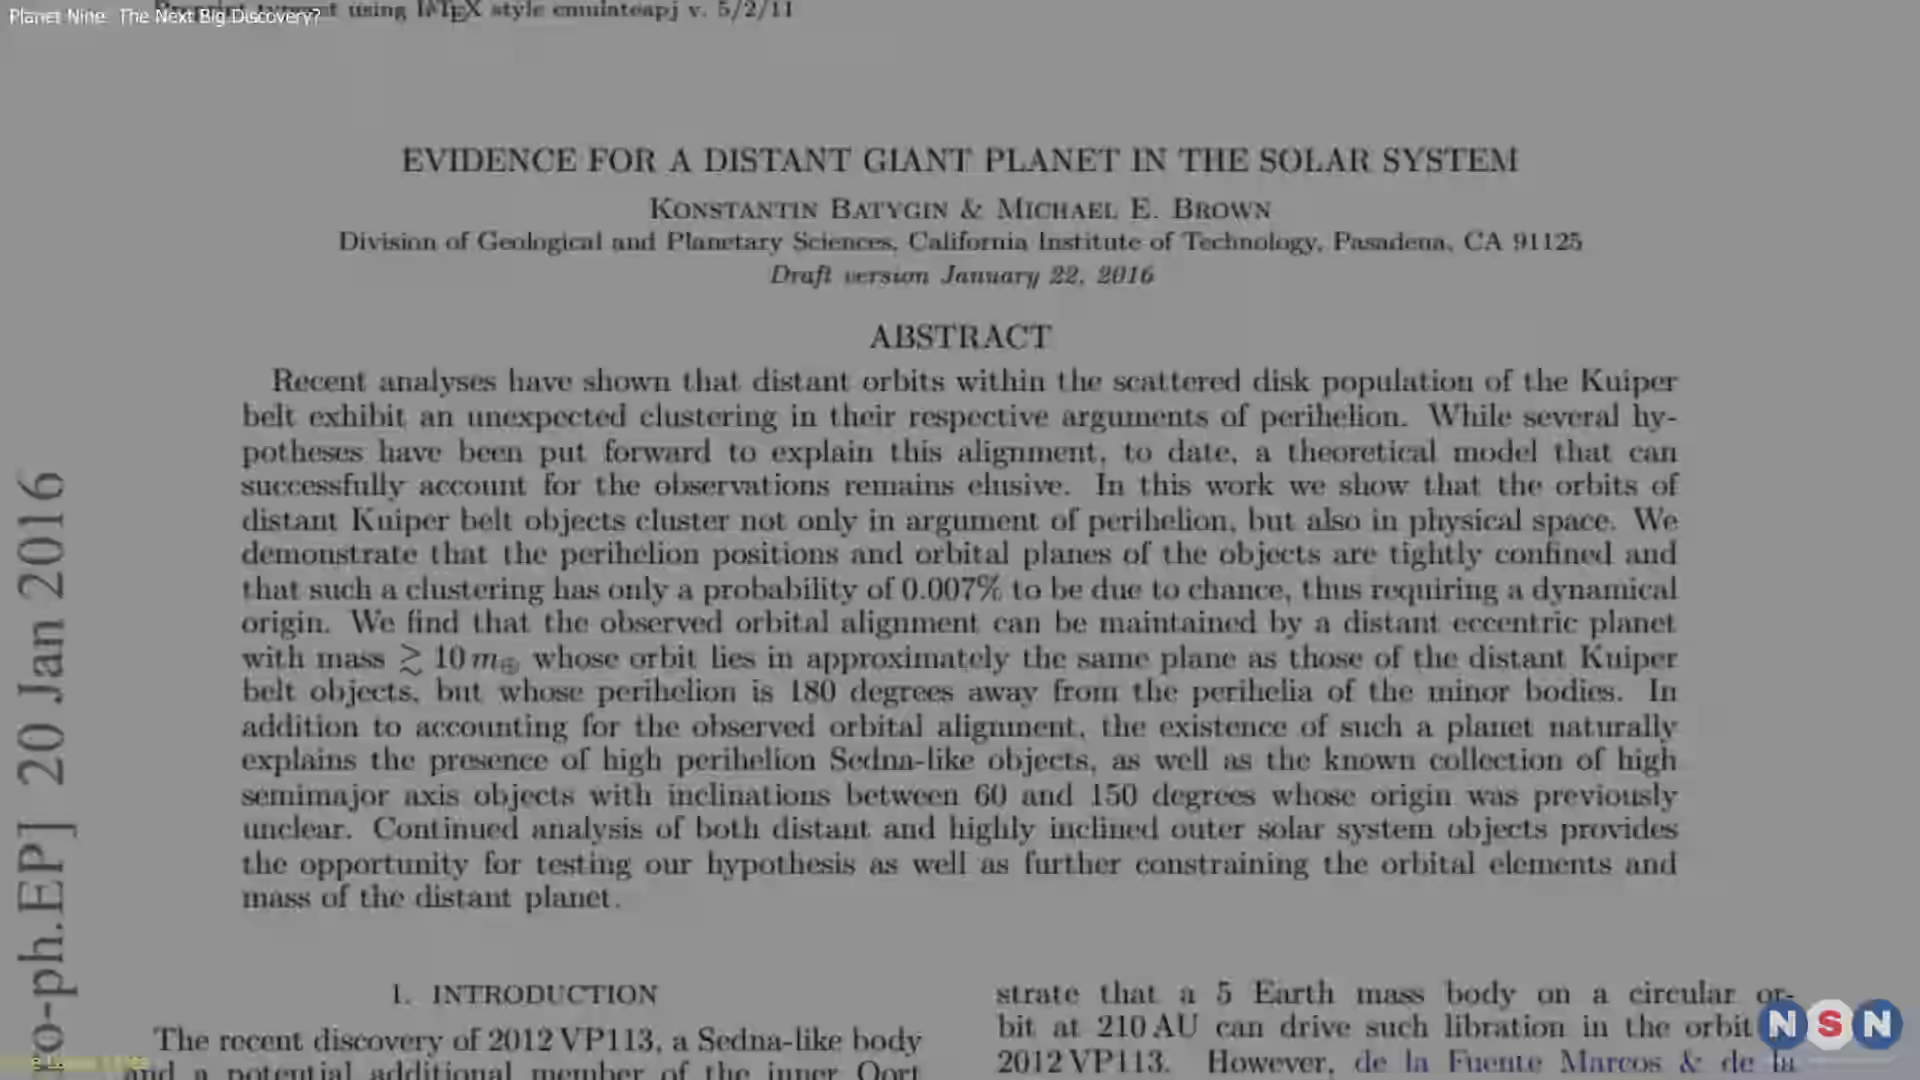 Planet Nine: The Next Big Discovery?
using LATEX style emulateapj v. 5/2/11
EVIDENCE FOR A DISTANT GIANT PLANET IN THE SOLAR SYSTEM
KONSTANTIN BATYGIN & MICHAEL E. BROWN
Division of Geological and Planetary Sciences, California Institute of Technology, Pasadena, CA 91125
Draft version January 22, 2016
ABSTRACT
Recent analyses have shown that distant orbits within the scattered disk population of the Kuiper
belt exhibit an unexpected clustering in their respective arguments of perihelion. While several hy-
potheses have been put forward to explain this alignment, to date, a theoretical model that can
successfully account for the observations remains elusive. In this work we show that the orbits of
distant Kuiper belt objects cluster not only in argument of perihelion, but also in physical space. We
demonstrate that the perihelion positions and orbital planes of the objects are tightly confined and
that such a clustering has only a probability of 0.007% to be due to chance, thus requiring a dynamical
origin. We find that the observed orbital alignment can be maintained by a distant eccentric planet
with mass ≳ 10 m⊕ whose orbit lies in approximately the same plane as those of the distant Kuiper
belt objects, but whose perihelion is 180 degrees away from the perihelia of the minor bodies. In
addition to accounting for the observed orbital alignment, the existence of such a planet naturally
explains the presence of high perihelion Sedna-like objects, as well as the known collection of high
semimajor axis objects with inclinations between 60 and 150 degrees whose origin was previously
unclear. Continued analysis of both distant and highly inclined outer solar system objects provides
the opportunity for testing our hypothesis as well as further constraining the orbital elements and
mass of the distant planet.
1. INTRODUCTION
The recent discovery of 2012 VP113, a Sedna-like body
and a potential additional member of the inner Oort
strate that a 5 Earth mass body on a circular or-
bit at 210 AU can drive such libration in the orbit
2012 VP113. However, de la Fuente Marcos & de la
o-ph.EP] 20 Jan 2016
NSN